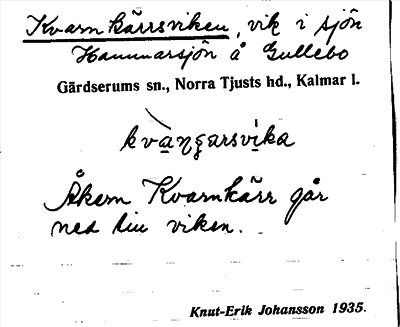 Kvarnkärrsviken, vik i sjön
Hammarsjön å Gullebo
Gärdserums sn., Norra Tjusts hd., Kalmar l.
Åkern Kvarnkärr går
ned till viken.
Knut-Erik Johansson 1935.